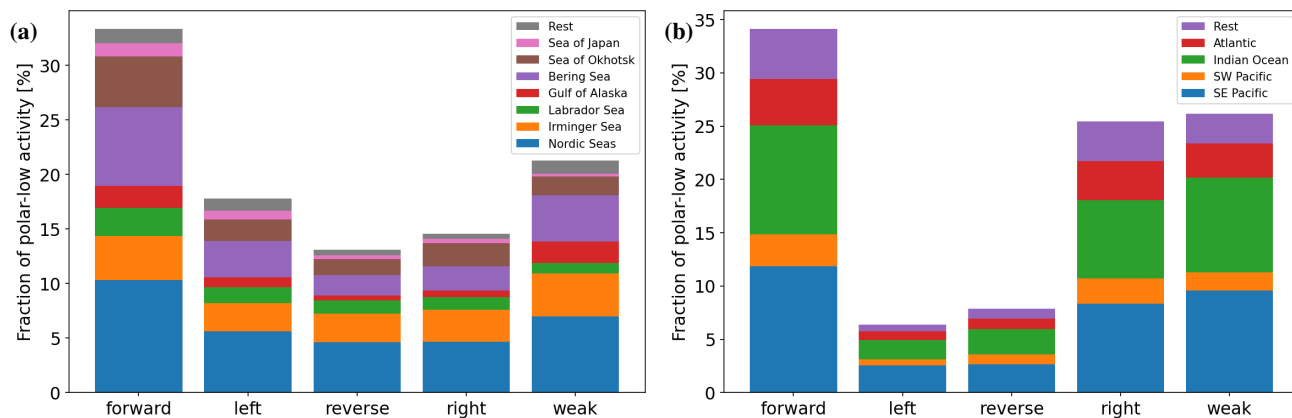 (a)
Fraction of polar-low activity [%]
30
25
20
15
10
5
0
Rest
Sea of Japan
Sea of Okhotsk
Bering Sea
Gulf of Alaska
Labrador Sea
Irminger Sea
Nordic Seas
forward left reverse right weak
(b)
Fraction of polar-low activity [%]
35
30
25
20
15
10
5
0
Rest
Atlantic
Indian Ocean
SW Pacific
SE Pacific
forward left reverse right weak